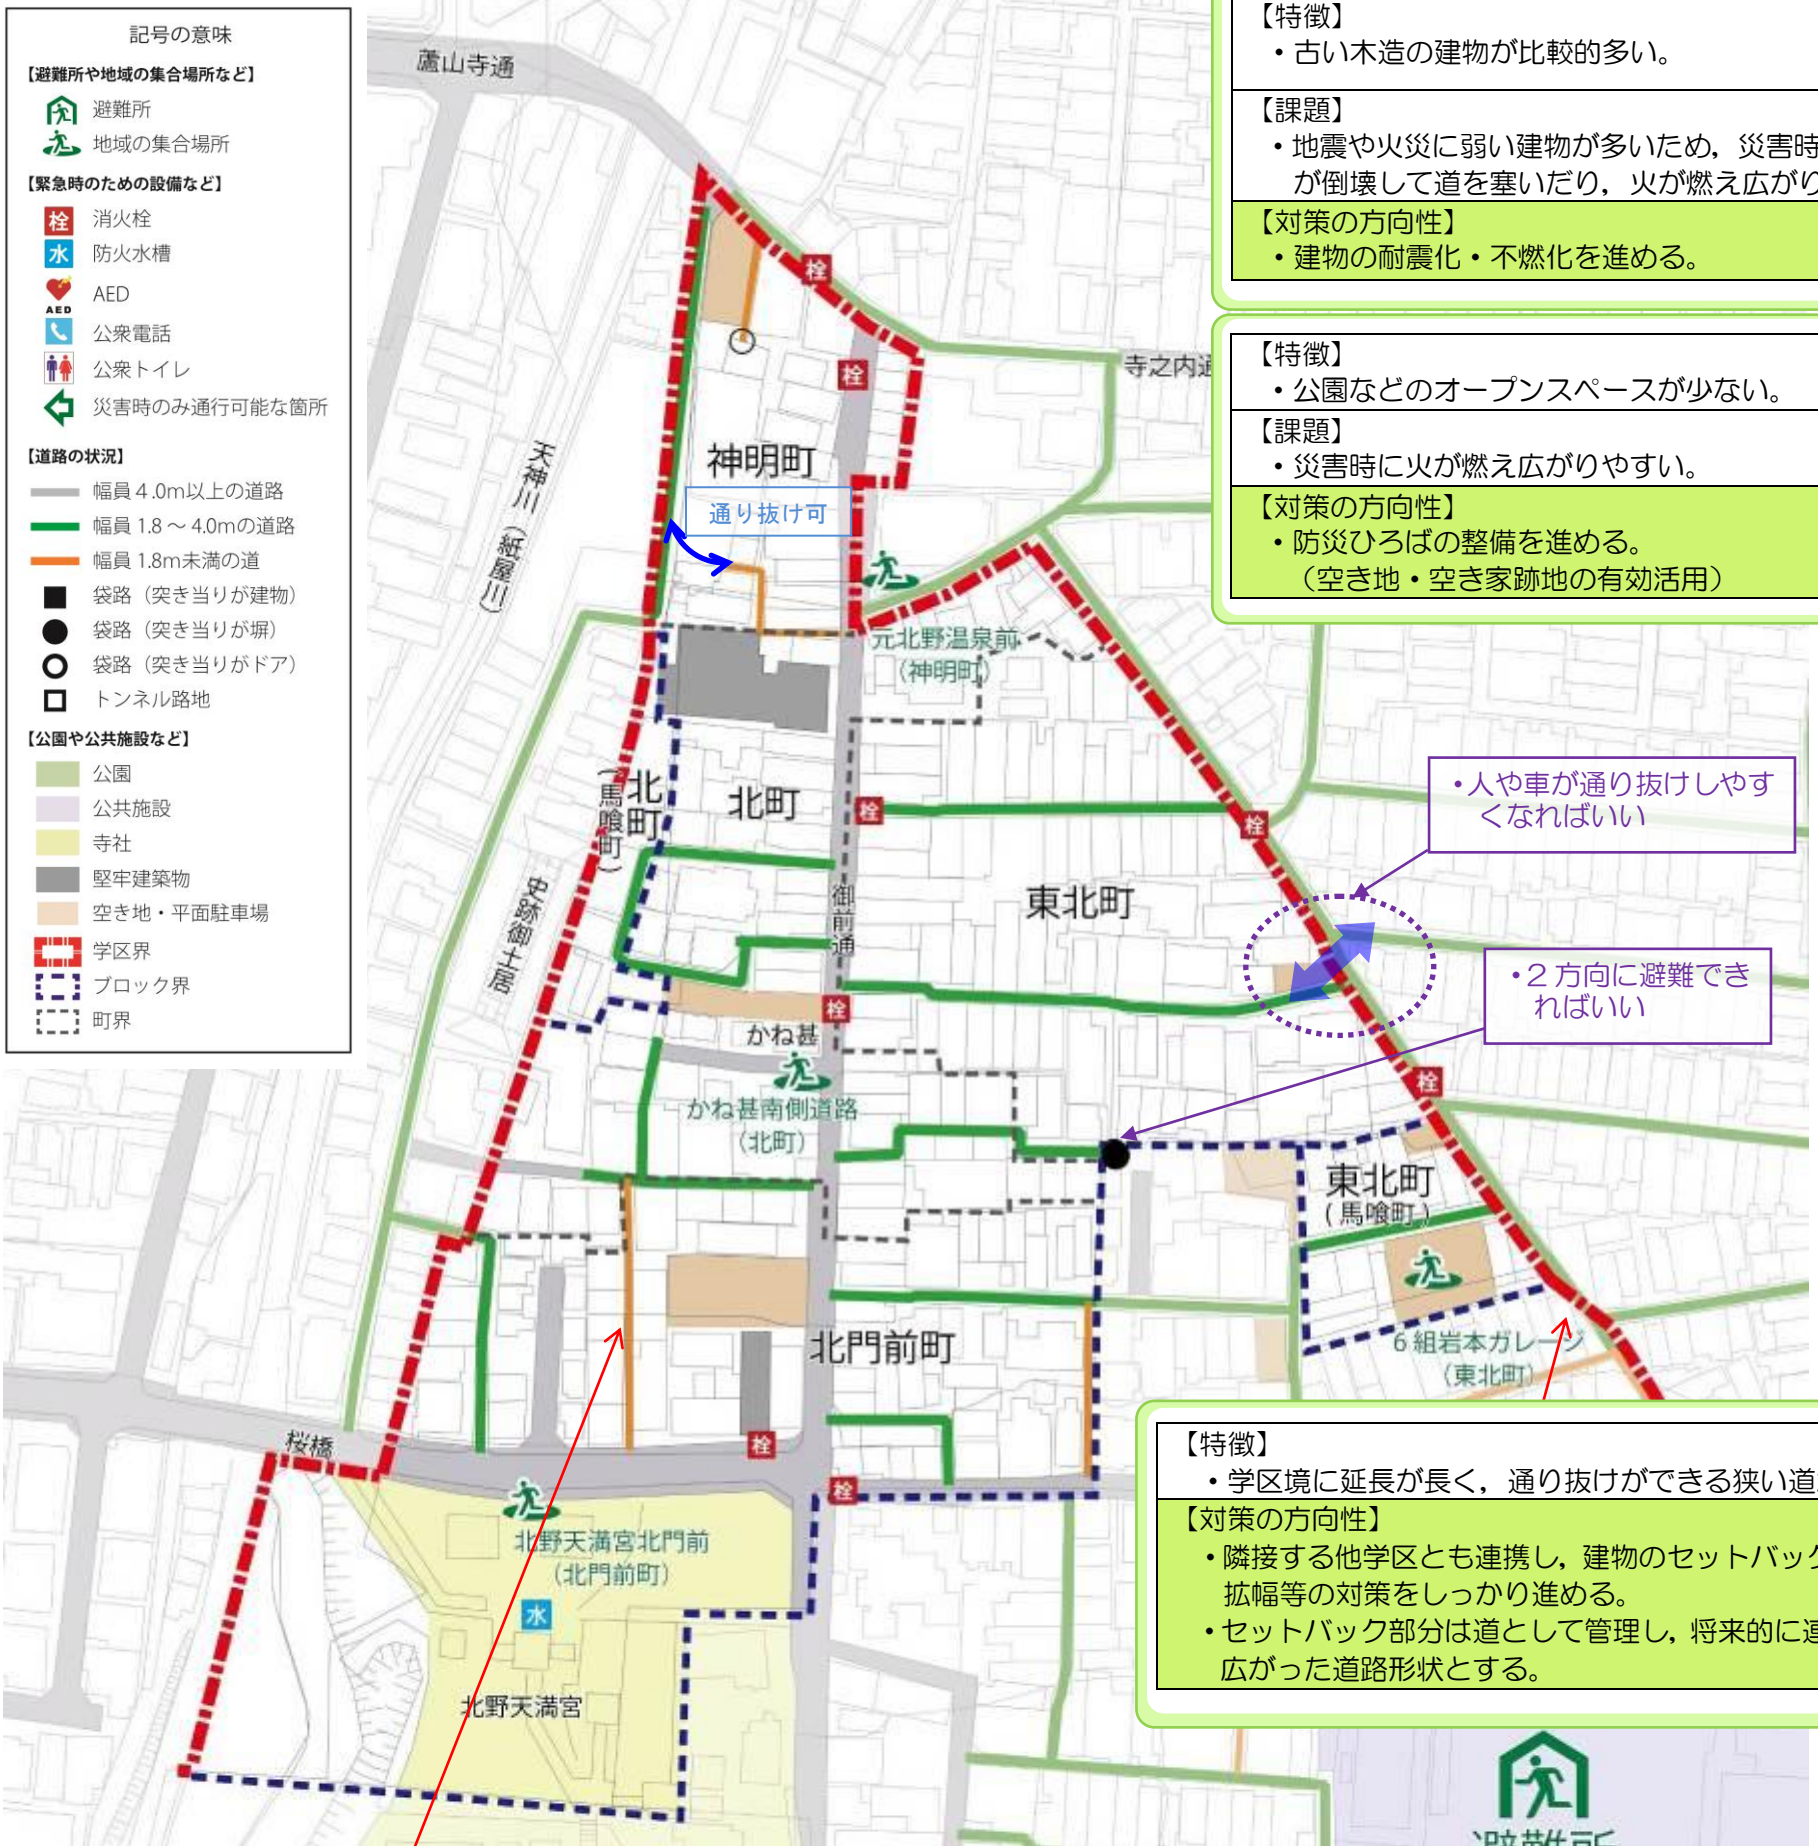 記号の意味
【避難所や地域の集合場所など】
避難所
地域の集合場所
【緊急時のための設備など】
栓 消火栓
水 防火水槽
AED AED
公衆電話
公衆トイレ
災害時のみ通行可能な箇所
【道路の状況】
幅員 4.0m以上の道路
幅員 1.8 ～ 4.0mの道路
幅員 1.8m未満の道
袋路（突き当りが建物）
袋路（突き当りが塀）
袋路（突き当りがドア）
トンネル路地
【公園や公共施設など】
公園
公共施設
寺社
堅牢建築物
空き地・平面駐車場
学区界
ブロック界
町界
蘆山寺通
【特徴】
・古い木造の建物が比較的多い。
【課題】
・地震や火災に弱い建物が多いため，災害時
が倒壊して道を塞いだり，火が燃え広がり
【対策の方向性】
・建物の耐震化・不燃化を進める。
栓
栓
寺之内通
【特徴】
・公園などのオープンスペースが少ない。
【課題】
・災害時に火が燃え広がりやすい。
【対策の方向性】
・防災ひろばの整備を進める。
（空き地・空き家跡地の有効活用）
天神川（紙屋川）
神明町
通り抜け可
元北野温泉前
（神明町）
北町
（馬喰町）
北町
栓
栓
・人や車が通り抜けしやす
くなればいい
史跡御土居
御前通
東北町
・２方向に避難でき
ればいい
栓
かね甚
かね甚南側道路
（北町）
栓
東北町
（馬喰町）
北門前町
6 組岩本ガレージ
（東北町）
桜橋
栓
栓
【特徴】
・学区境に延長が長く，通り抜けができる狭い道
【対策の方向性】
・隣接する他学区とも連携し，建物のセットバック
拡幅等の対策をしっかり進める。
・セットバック部分は道として管理し，将来的に連
広がった道路形状とする。
北野天満宮北門前
（北門前町）
水
北野天満宮
避難所